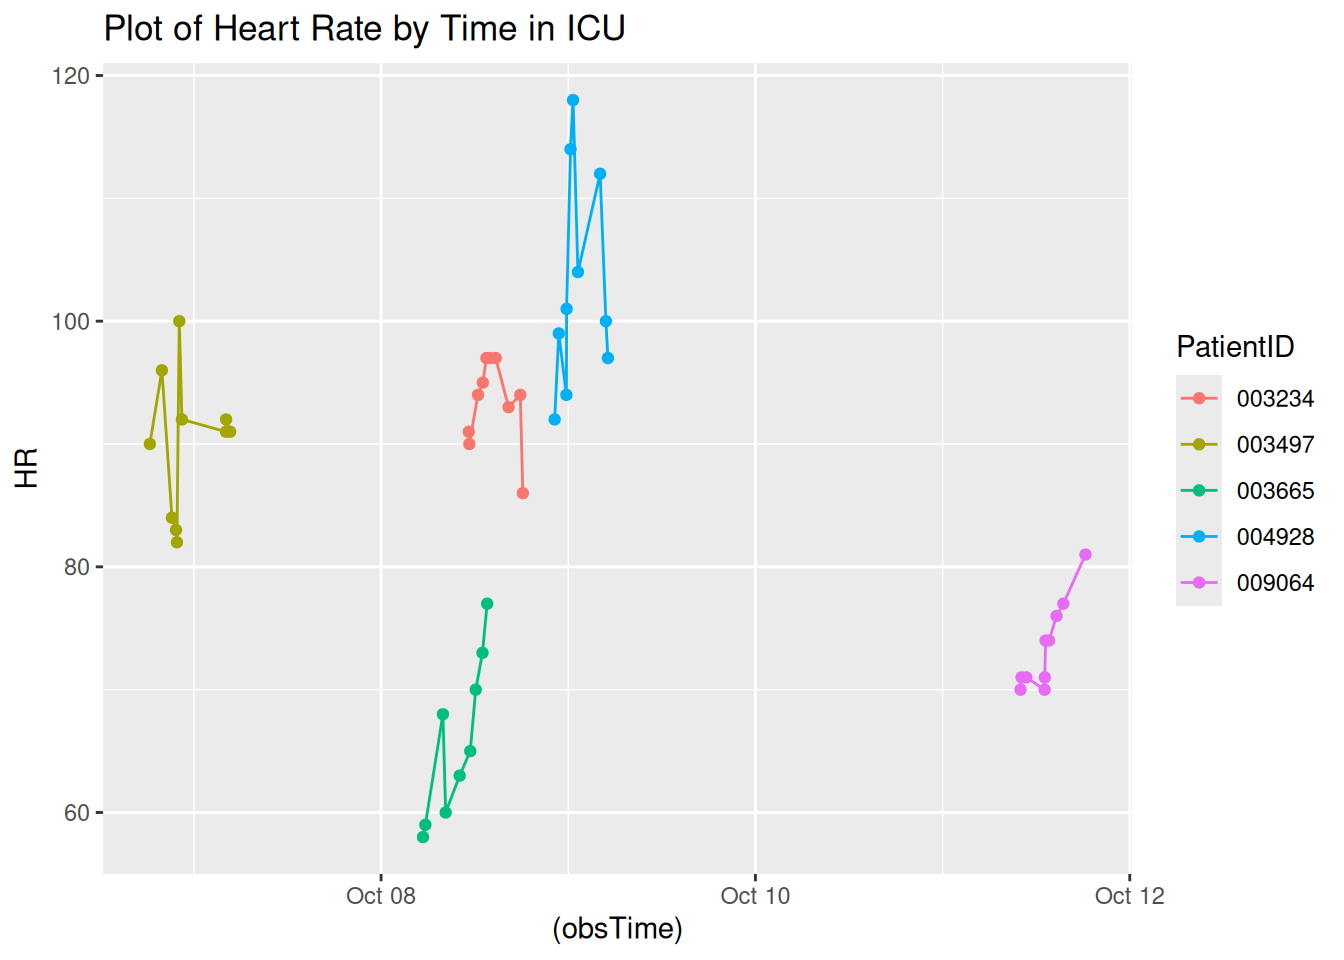 Plot of Heart Rate by Time in ICU
120
100
80
60
HR
Oct 08
Oct 10
Oct 12
(obsTime)
PatientID
003234
003497
003665
004928
009064